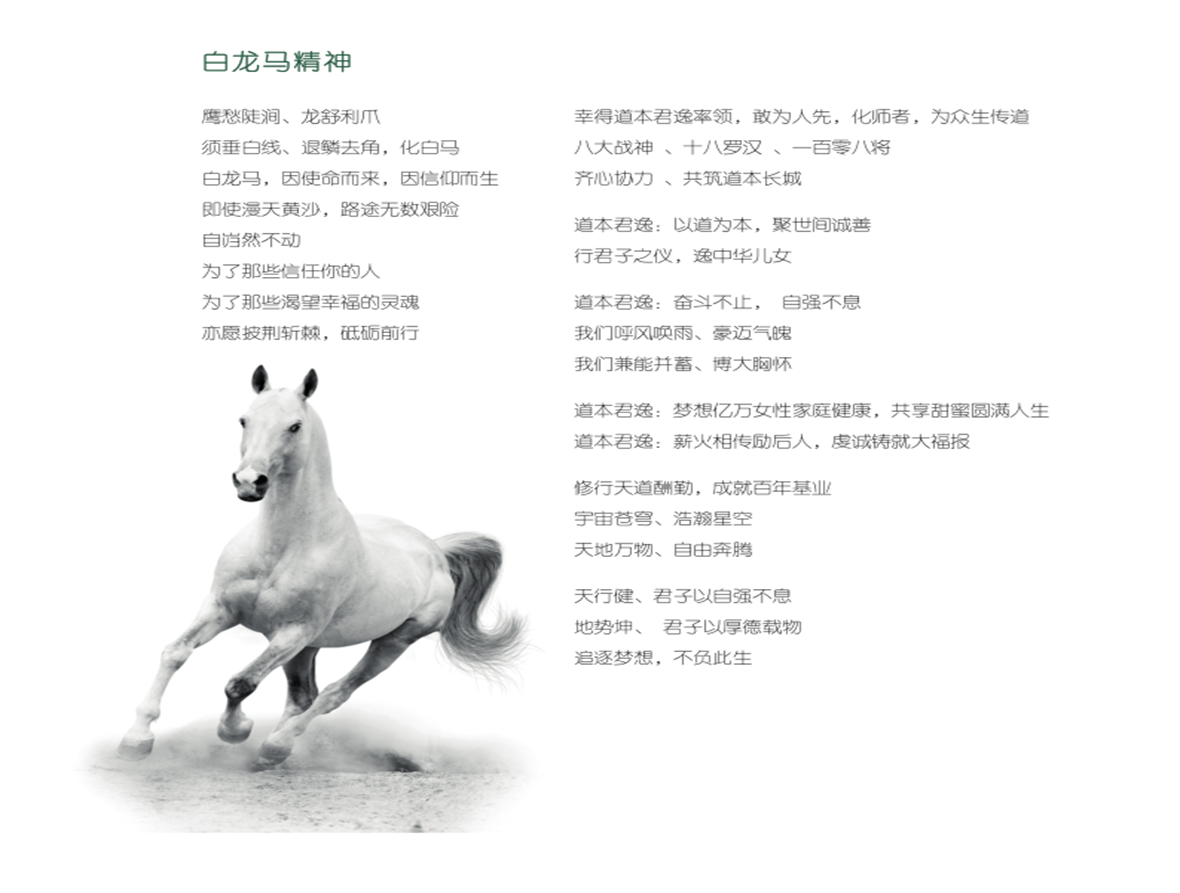 白龙马精神
鹰愁陡涧、龙舒利爪
须垂白线、退鳞去角，化白马
白龙马，因使命而来，因信仰而生
即使漫天黄沙，路途无数艰险
自岿然不动
为了那些信任你的人
为了那些渴望幸福的灵魂
亦愿披荆斩棘，砥砺前行
幸得道本君逸率领，敢为人先，化师者，为众生传道
八大战神 、十八罗汉 、一百零八将
齐心协力 、共筑道本长城
道本君逸：以道为本，聚世间诚善
行君子之仪，逸中华儿女
道本君逸：奋斗不止， 自强不息
我们呼风唤雨、豪迈气魄
我们兼能并蓄、博大胸怀
道本君逸：梦想亿万女性家庭健康，共享甜蜜圆满人生
道本君逸：薪火相传励后人，虔诚铸就大福报
修行天道酬勤，成就百年基业
宇宙苍穹、浩瀚星空
天地万物、自由奔腾
天行健、君子以自强不息
地势坤、 君子以厚德载物
追逐梦想，不负此生